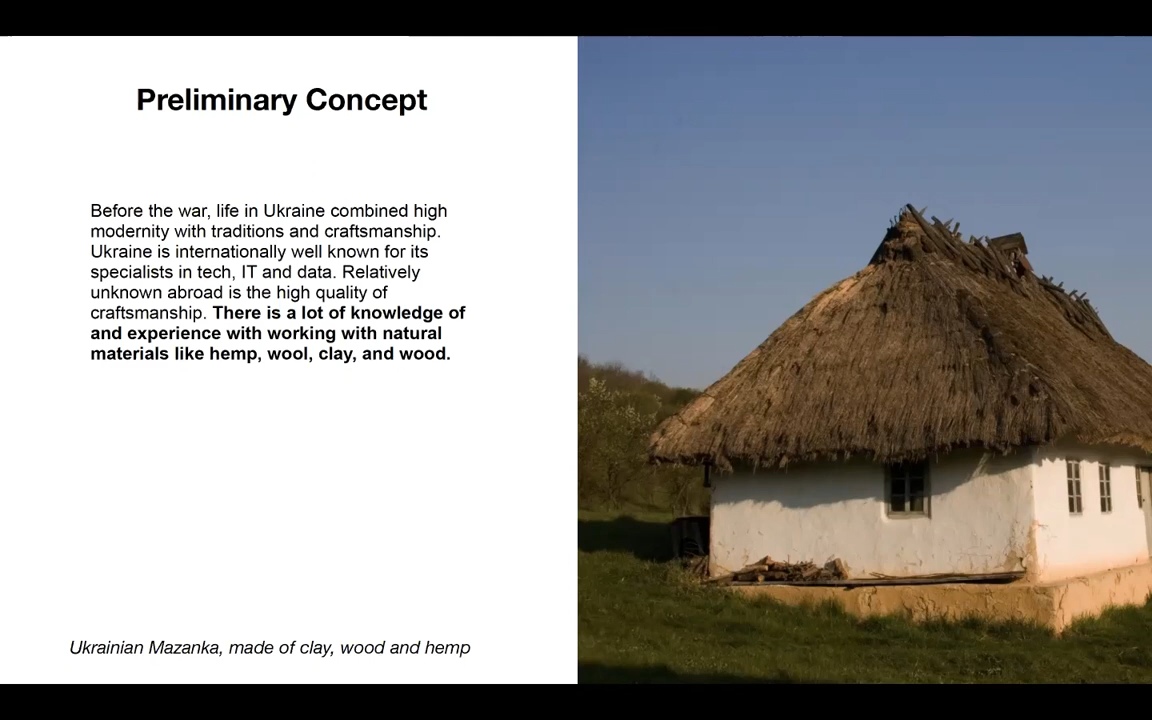 Preliminary Concept
Before the war, life in Ukraine combined high
modernity with traditions and craftsmanship.
Ukraine is internationally well known for its
specialists in tech, IT and data. Relatively
unknown abroad is the high quality of
craftsmanship. There is a lot of knowledge of
and experience with working with natural
materials like hemp, wool, clay, and wood.
Ukrainian Mazanka, made of clay, wood and hemp